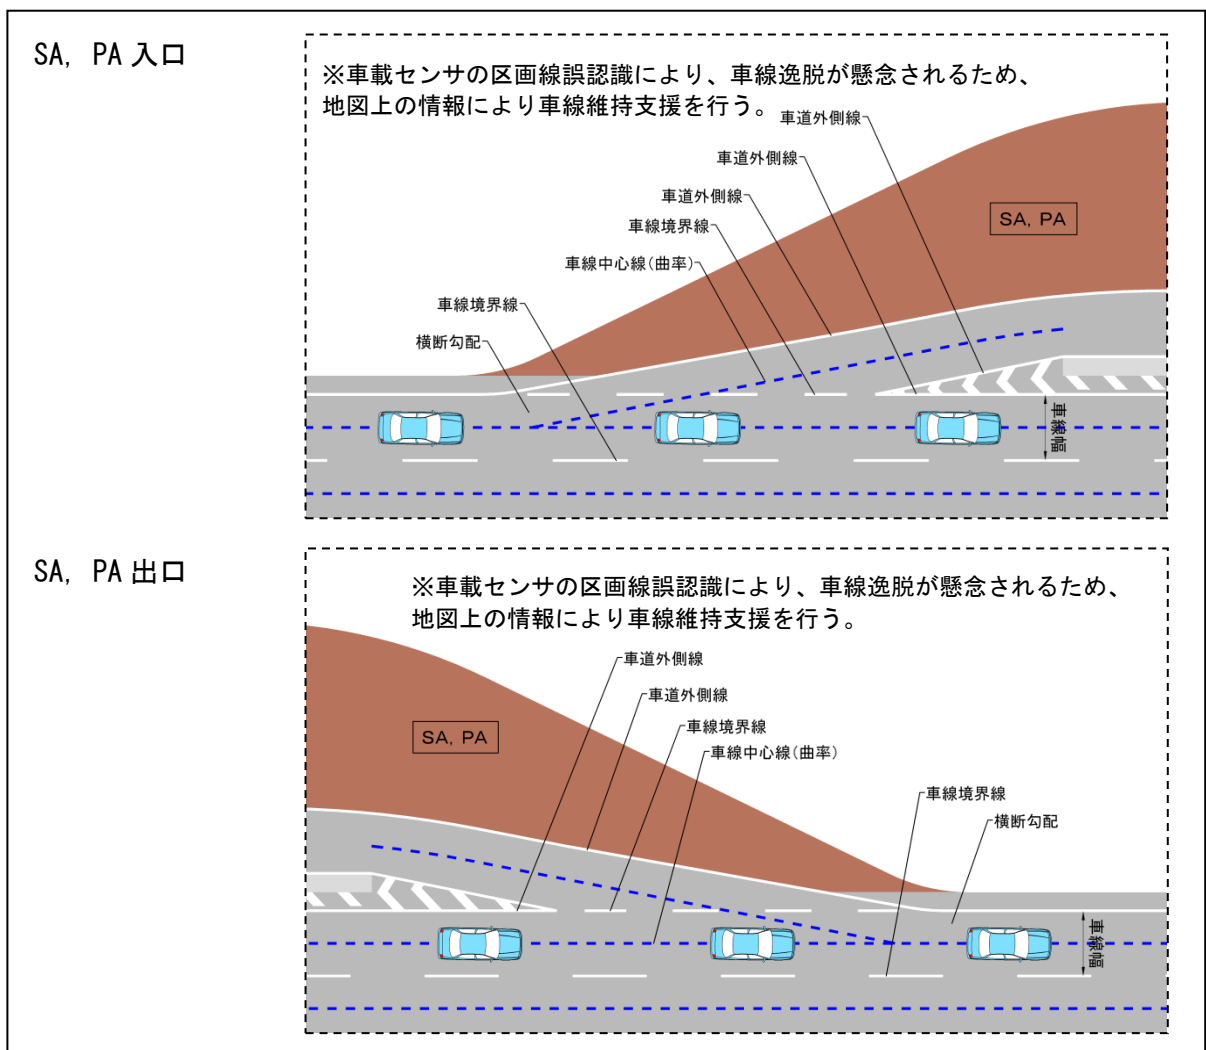 SA, PA 入口
※車載センサの区画線誤認識により、車線逸脱が懸念されるため、
地図上の情報により車線維持支援を行う。
車道外側線
車道外側線
車道外側線
車線境界線
車線中心線(曲率)
車線境界線
横断勾配
SA, PA
車線幅
SA, PA 出口
※車載センサの区画線誤認識により、車線逸脱が懸念されるため、
地図上の情報により車線維持支援を行う。
車道外側線
車道外側線
車線境界線
車線中心線(曲率)
SA, PA
車線境界線
横断勾配
車線幅